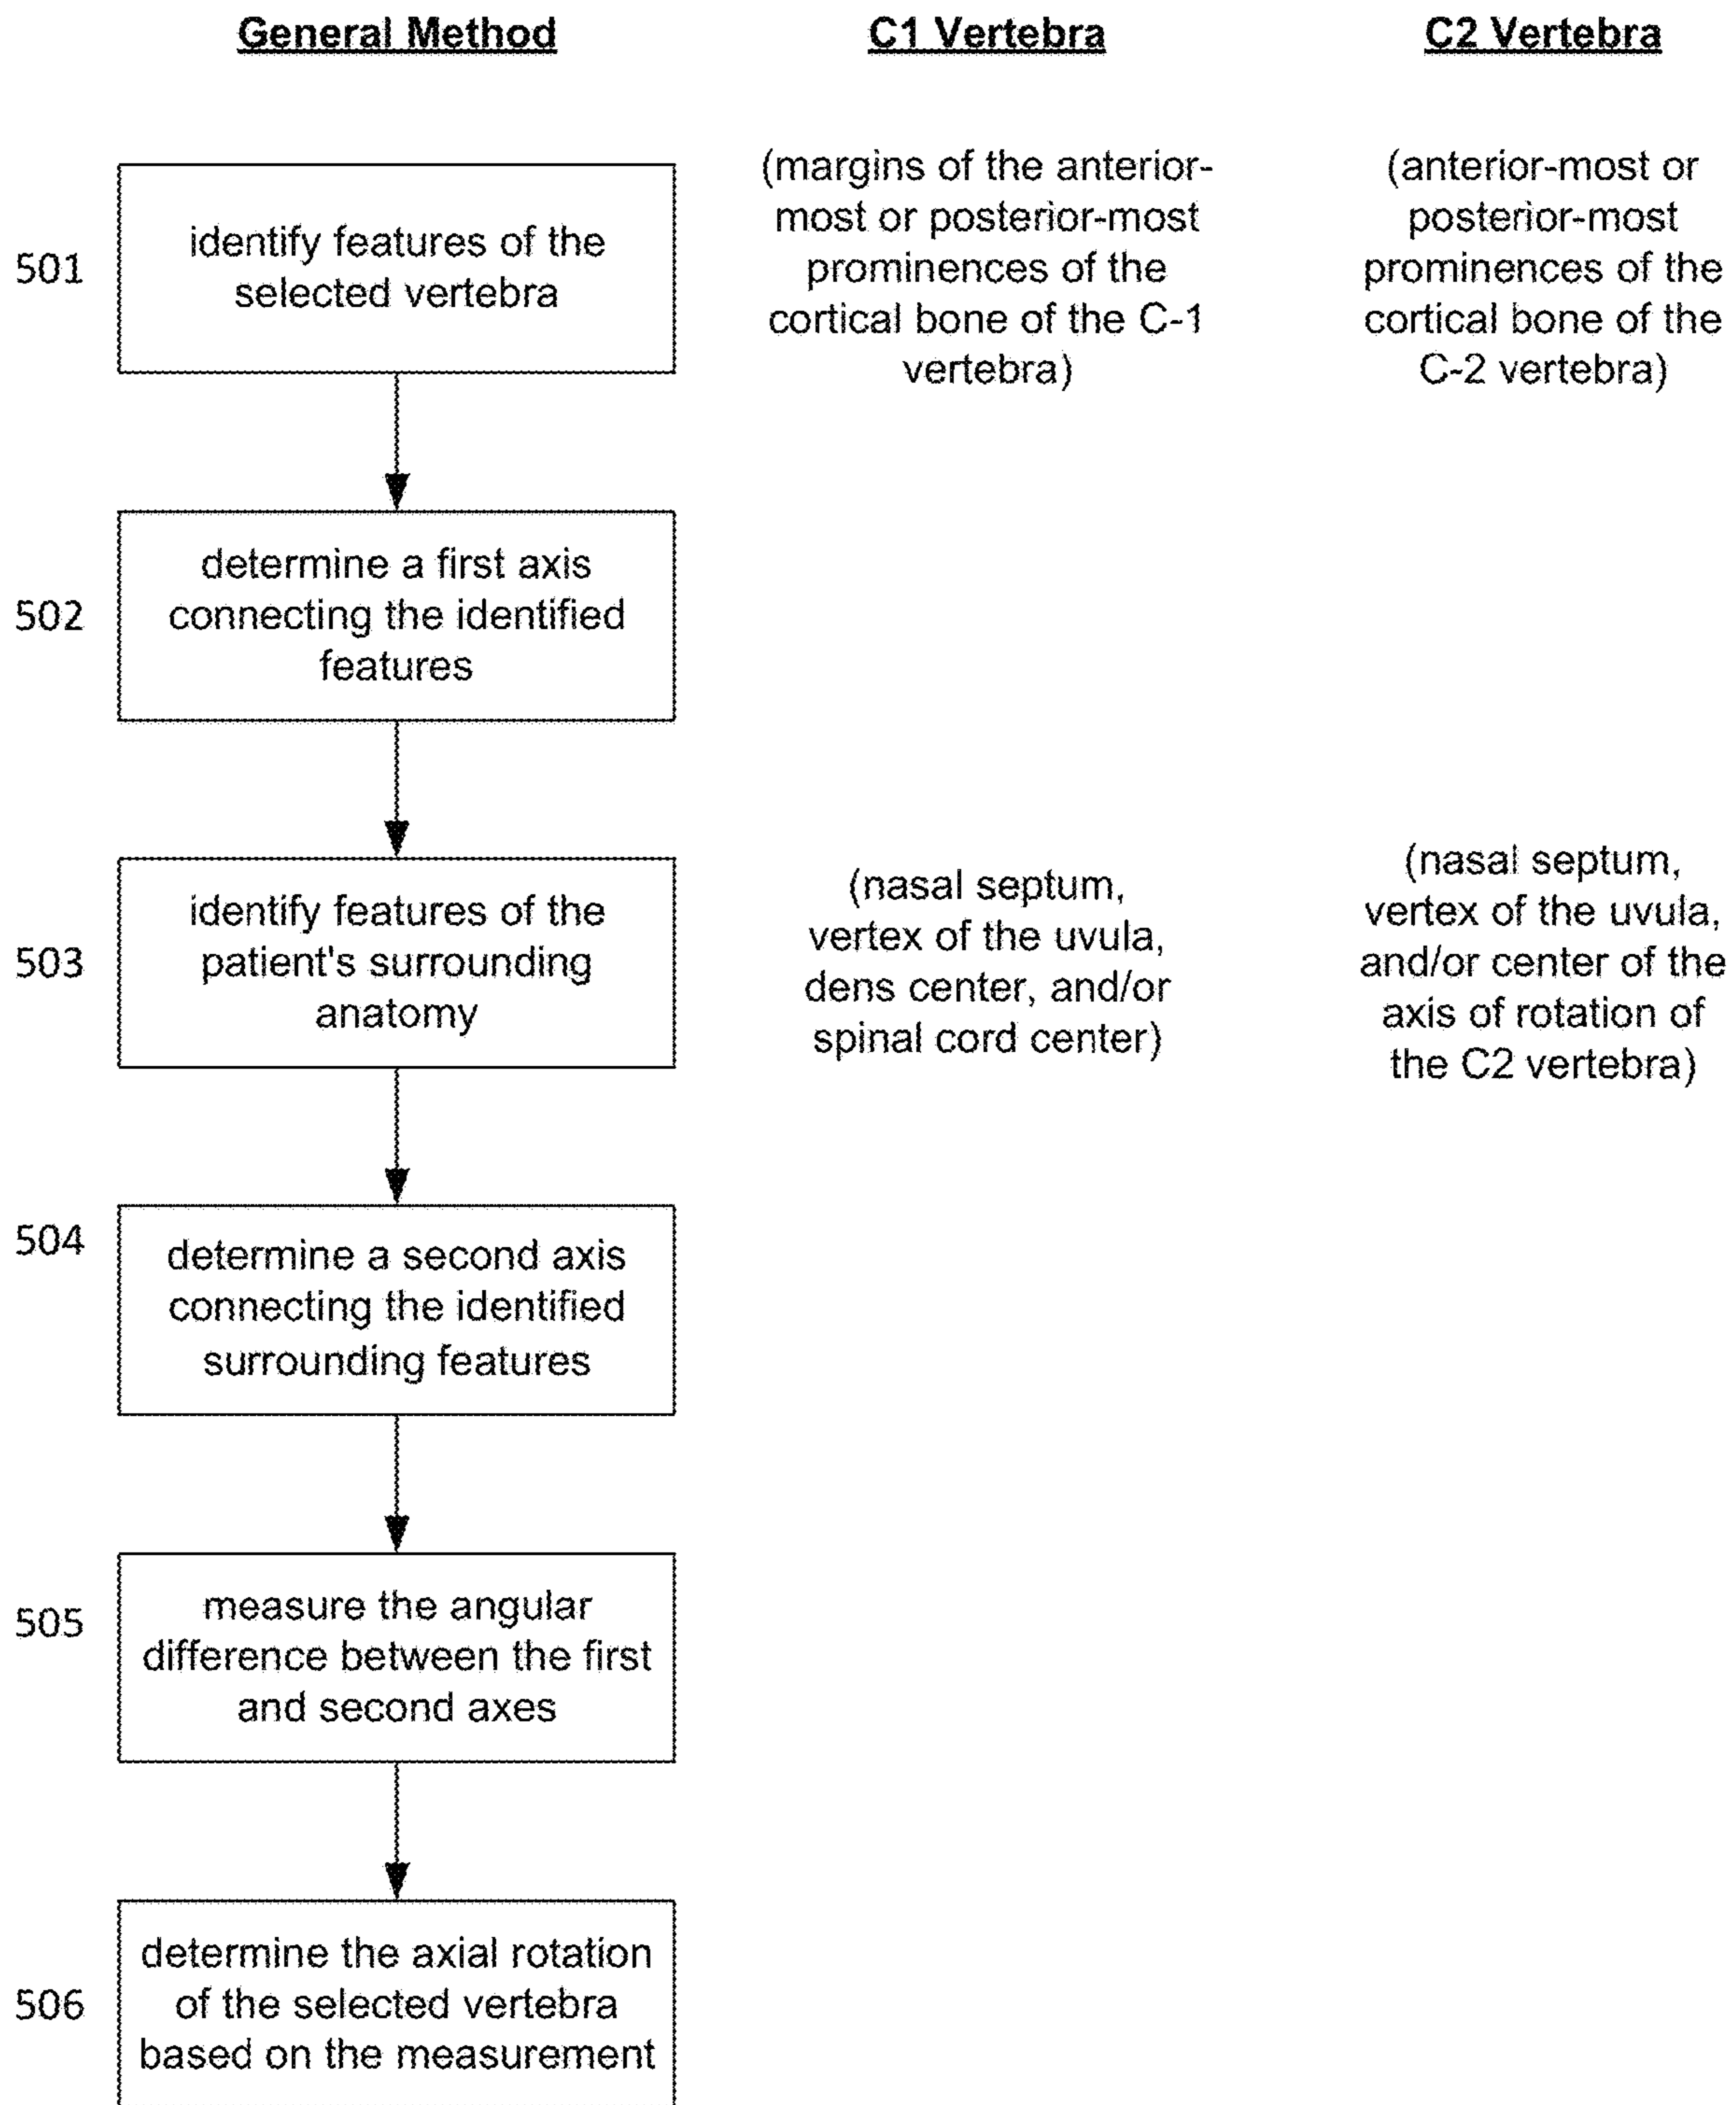 General Method
C1 Vertebra
C2 Vertebra
501
identify features of the
selected vertebra
(margins of the anterior-
most or posterior-most
prominences of the
cortical bone of the C-1
vertebra)
(anterior-most or
posterior-most
prominences of the
cortical bone of the
C-2 vertebra)
502
determine a first axis
connecting the identified
features
503
identify features of the
patient's surrounding
anatomy
(nasal septum,
vertex of the uvula,
dens center, and/or
spinal cord center)
(nasal septum,
vertex of the uvula,
and/or center of the
axis of rotation of
the C2 vertebra)
504
determine a second axis
connecting the identified
surrounding features
505
measure the angular
difference between the first
and second axes
506
determine the axial rotation
of the selected vertebra
based on the measurement